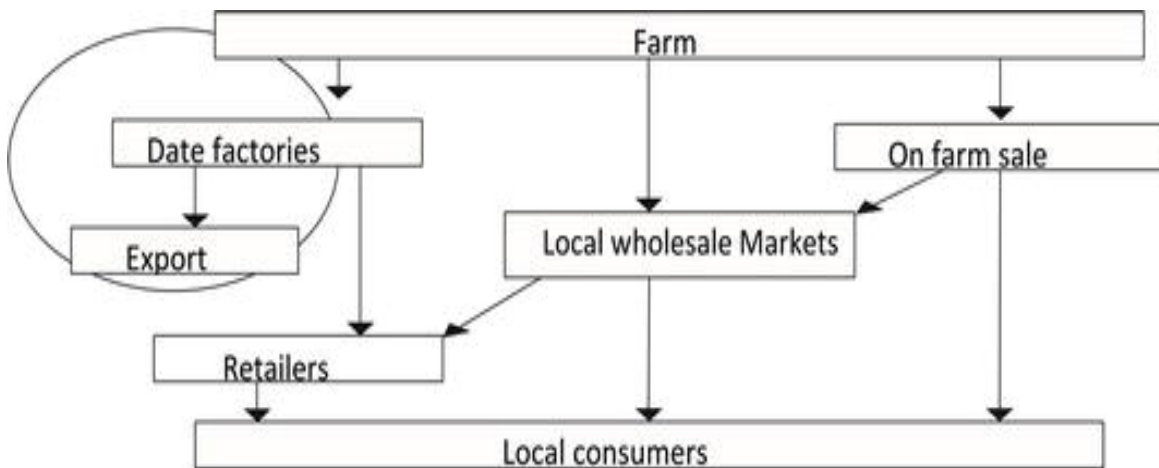 Farm
Date factories
On farm sale
Local wholesale Markets
Export
Retailers
Local consumers